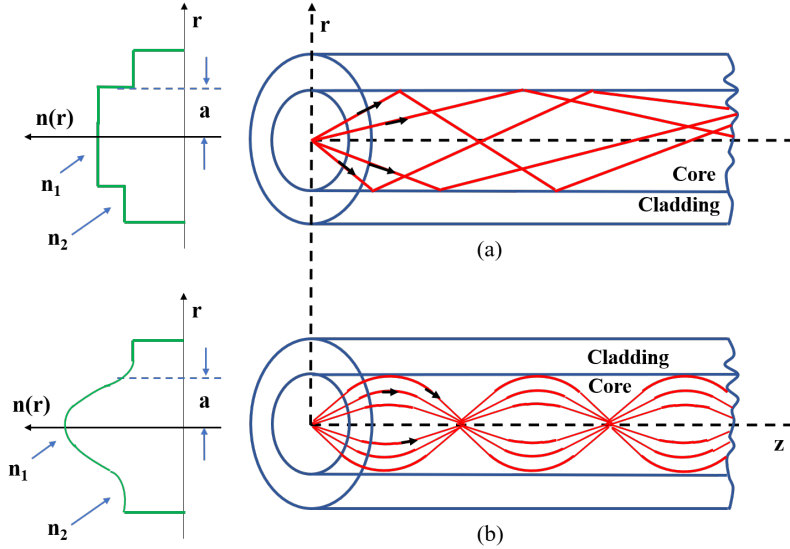 r
r
n(r)
a
n1
n2
Core
Cladding
(a)
r
n(r)
a
n1
n2
Cladding
Core
z
(b)